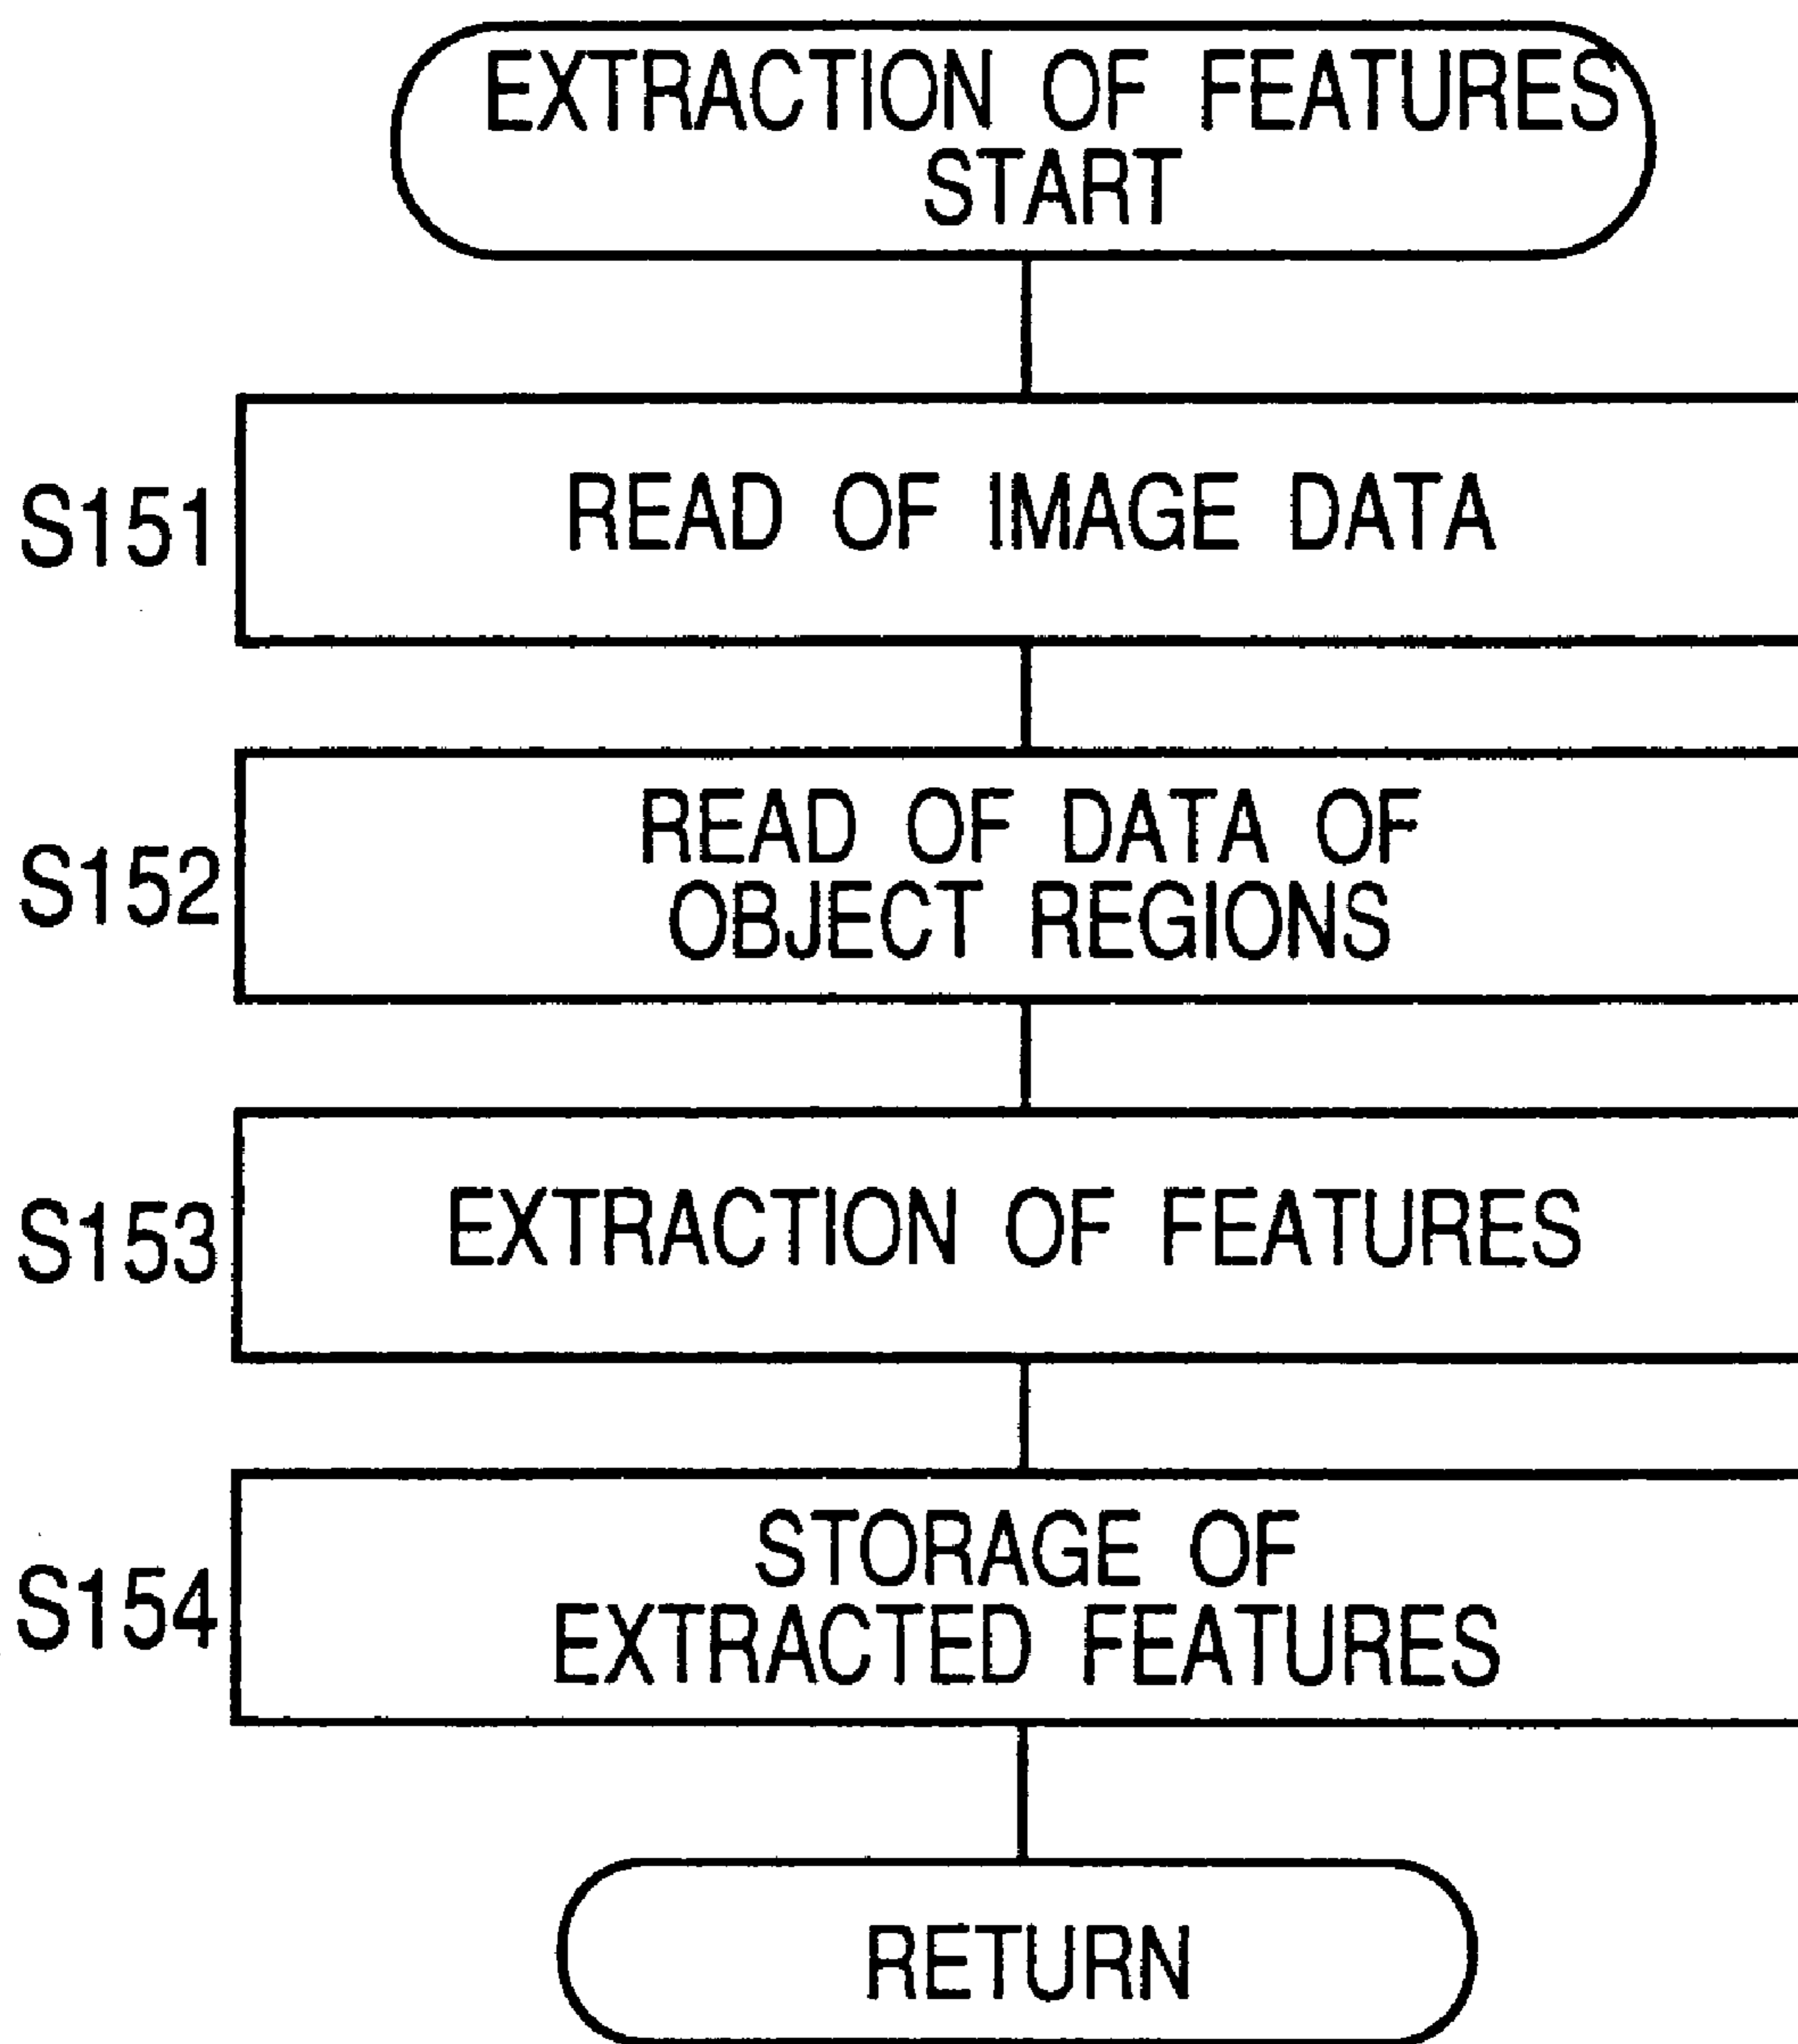 EXTRACTION OF FEATURES
START
S151
READ OF IMAGE DATA
S152
READ OF DATA OF
OBJECT REGIONS
S153
EXTRACTION OF FEATURES
S154
STORAGE OF
EXTRACTED FEATURES
RETURN